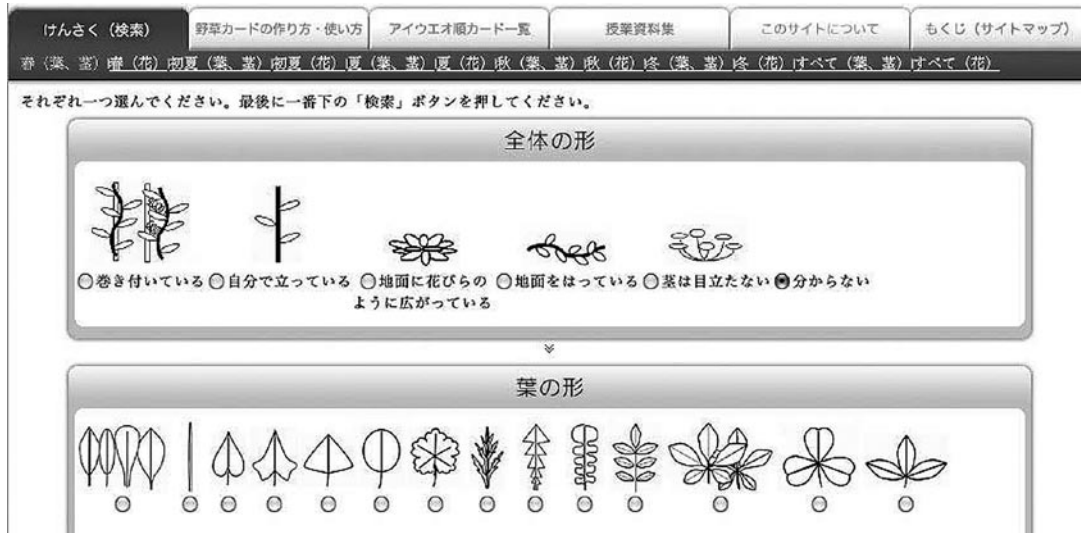 けんさく（検索）
野草カードの作り方・使い方
アイウエオ順カード一覧
授業資料集
このサイトについて
もくじ（サイトマップ）
春（葉、茎） 春（花） 初夏（葉、茎） 初夏（花） 夏（葉、茎） 夏（花） 秋（葉、茎） 秋（花） 冬（葉、茎） 冬（花） すべて（葉、茎） すべて（花）
それぞれ一つ選んでください。最後に一番下の「検索」ボタンを押してください。
全体の形
巻き付いている
自分で立っている
地面に花びらの
ように広がっている
地面をはっている
茎は目立たない
分からない
葉の形